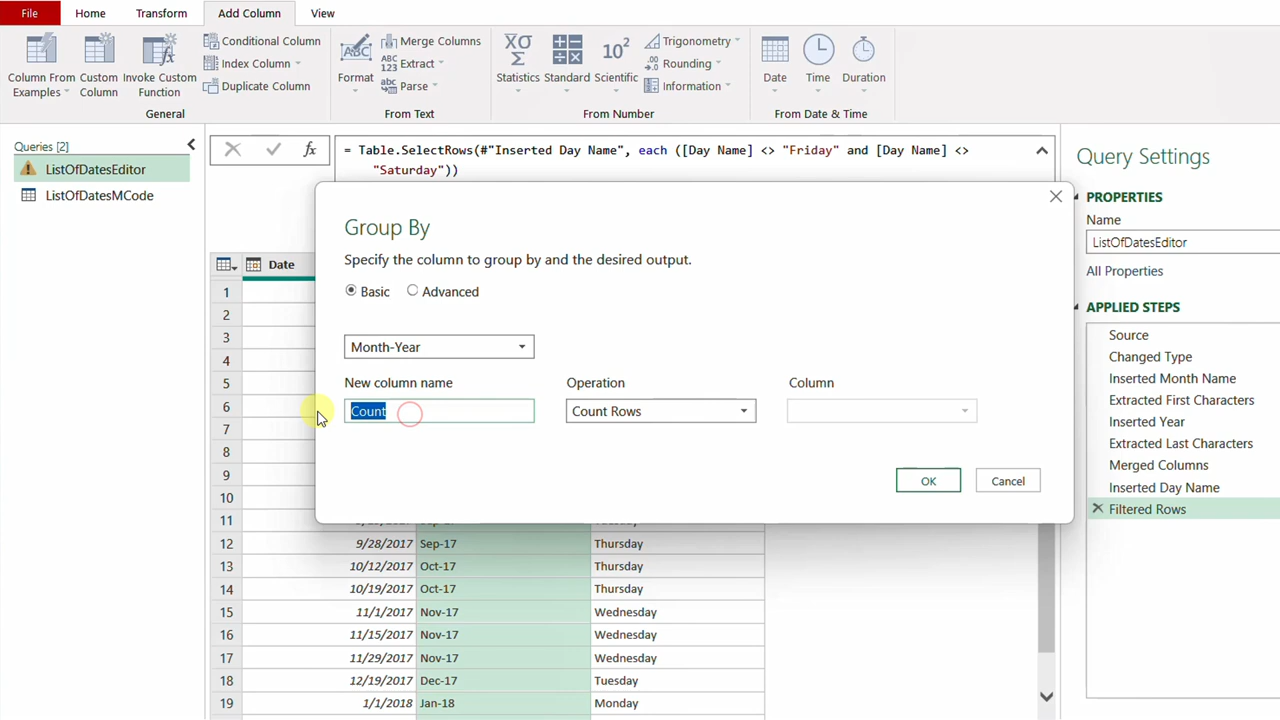 File Home Transform Add Column View
Column From Examples
Custom Column
Invoke Custom Function
Conditional Column
Index Column
Duplicate Column
General
Format
Merge Columns
Extract
Parse
From Text
Statistics
Standard
Scientific
Trigonometry
Rounding
Information
From Number
Date
Time
Duration
From Date & Time
Queries [2]
ListOfDatesEditor
ListOfDatesMCode
= Table.SelectRows(#"Inserted Day Name", each ([Day Name] <> "Friday" and [Day Name] <>
"Saturday"))
Group By
Specify the column to group by and the desired output.
Basic Advanced
Month-Year
New column name Operation Column
Count Count Rows
OK Cancel
Date
1
2
3
4
5
6
7
8
9
10
11
12 9/28/2017 Sep-17 Thursday
13 10/12/2017 Oct-17 Thursday
14 10/19/2017 Oct-17 Thursday
15 11/1/2017 Nov-17 Wednesday
16 11/15/2017 Nov-17 Wednesday
17 11/29/2017 Nov-17 Wednesday
18 12/19/2017 Dec-17 Tuesday
19 1/1/2018 Jan-18 Monday
Query Settings
PROPERTIES
Name
ListOfDatesEditor
All Properties
APPLIED STEPS
Source
Changed Type
Inserted Month Name
Extracted First Characters
Inserted Year
Extracted Last Characters
Merged Columns
Inserted Day Name
Filtered Rows